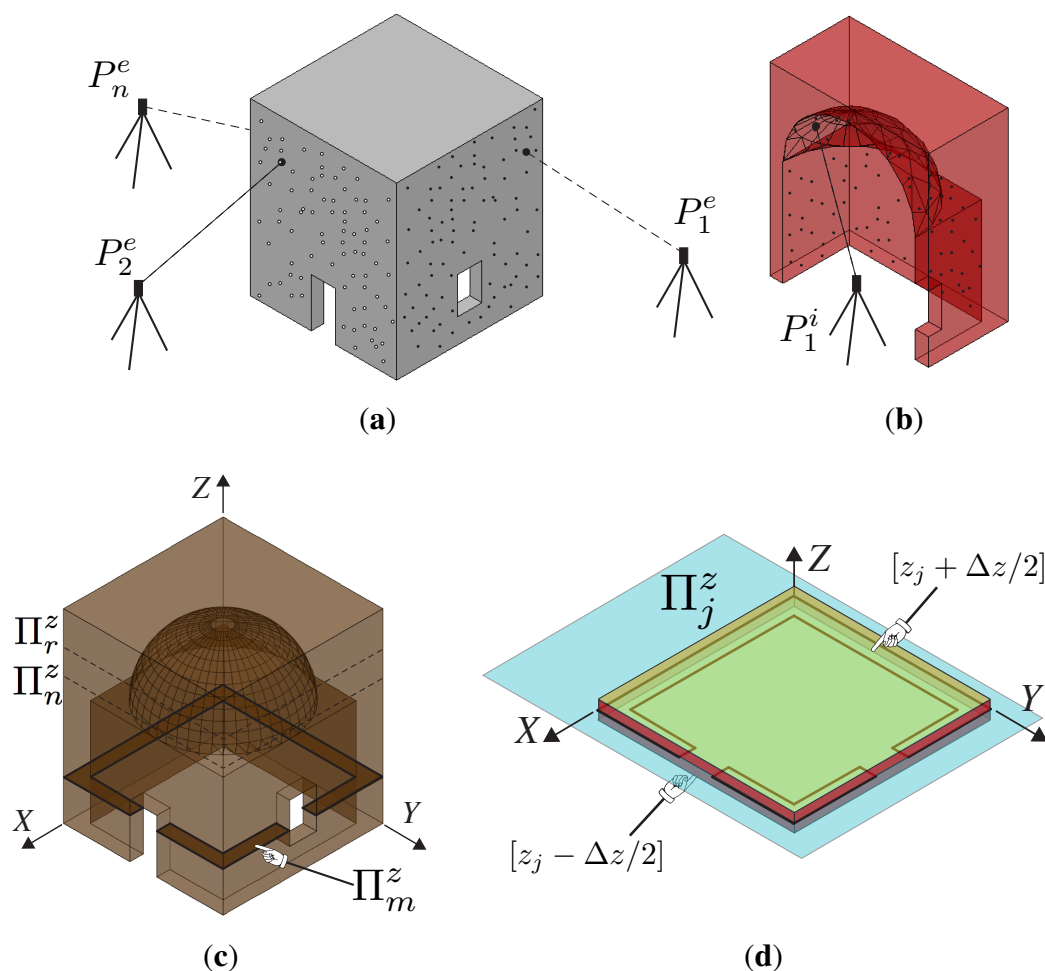 P_n^e
P_2^e
P_1^e
P_1^i
(a)
(b)
Z
Π_r^z
Π_n^z
X
Y
Π_m^z
Z
Π_j^z
[z_j + Δz/2]
X
Y
[z_j − Δz/2]
(c)
(d)